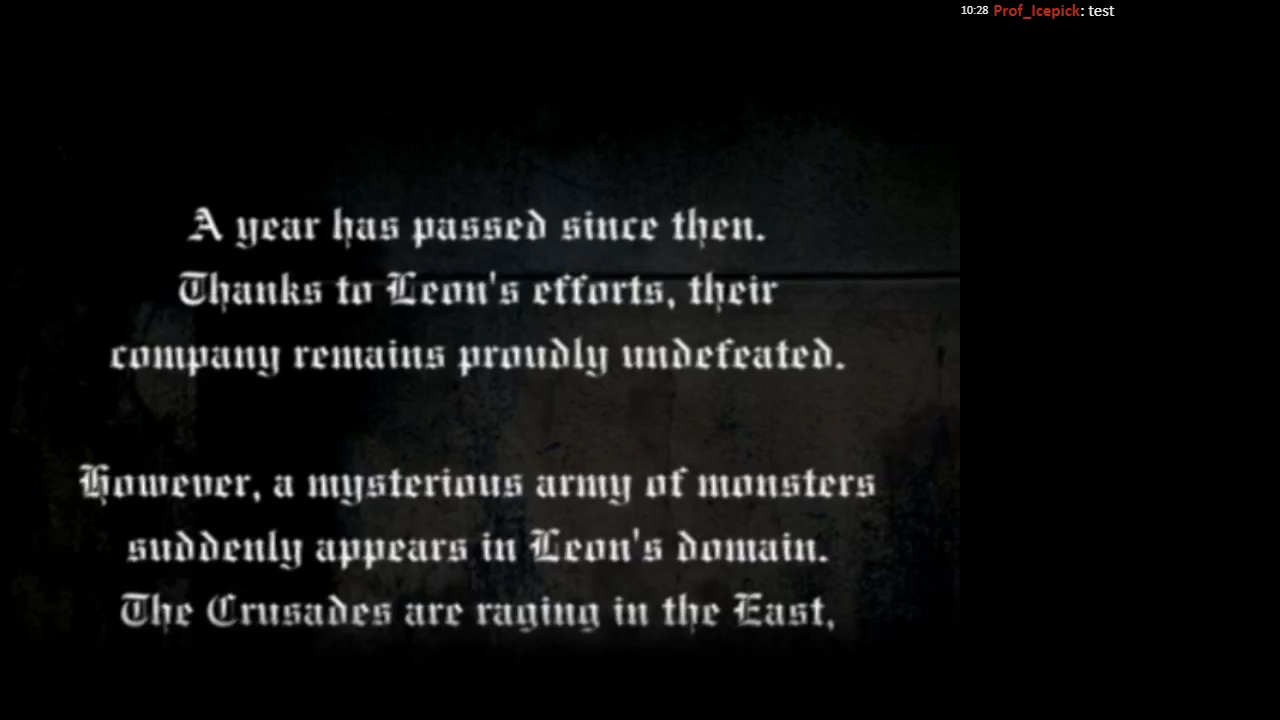 10:28 Prof_Icepick: test
A year has passed since then.
Thanks to Leon's efforts, their
company remains proudly undefeated.
However, a mysterious army of monsters
suddenly appears in Leon's domain.
The Crusades are raging in the East,